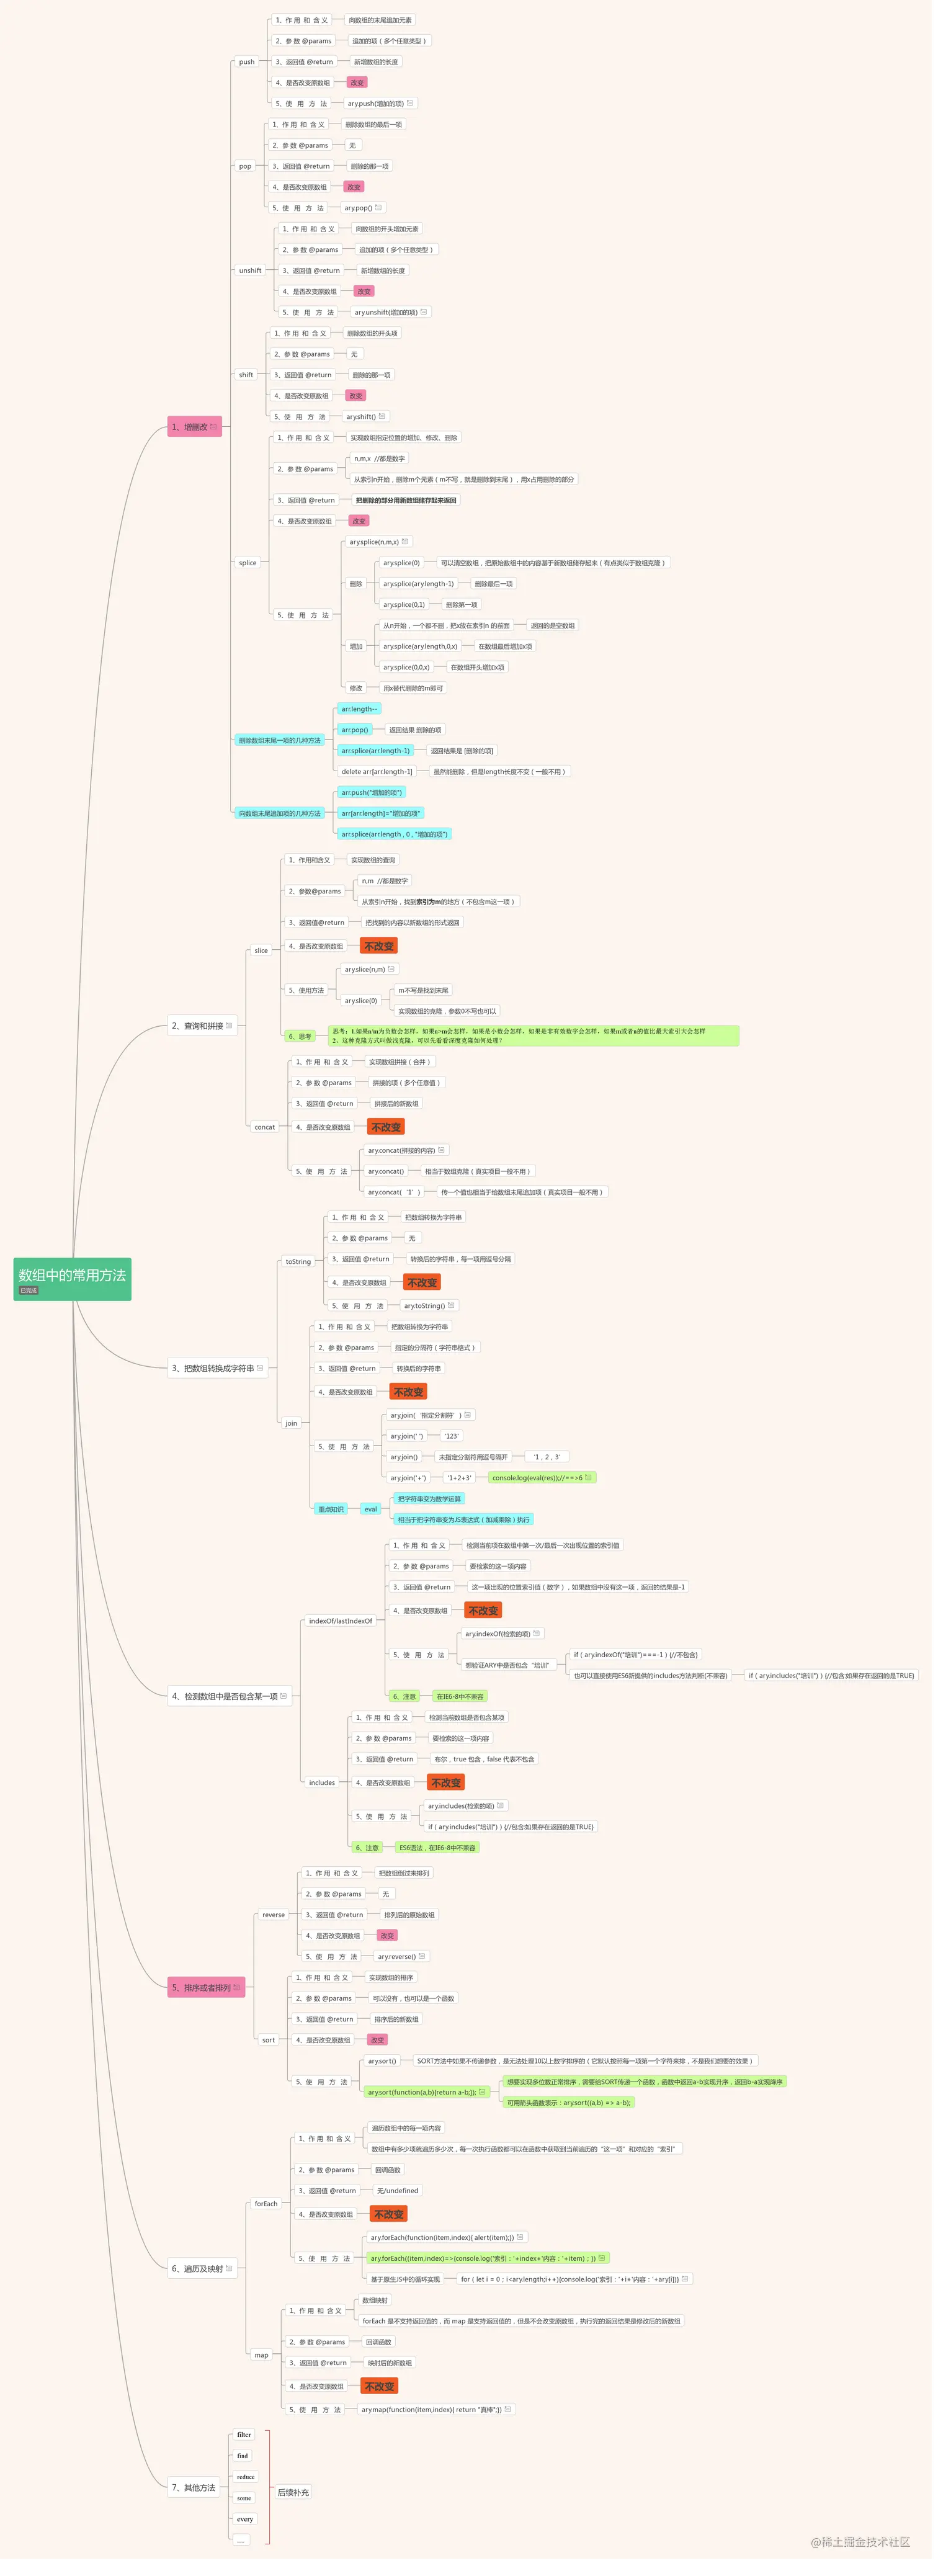 数组中的常用方法
已完成
1、增删改
push
1、作 用 和 含 义
向数组的末尾追加元素
2、参 数 @params
追加的项（多个任意类型）
3、返回值 @return
新增数组的长度
4、是否改变原数组
改变
5、使 用 方 法
ary.push(增加的项)
pop
1、作 用 和 含 义
删除数组的最后一项
2、参 数 @params
无
3、返回值 @return
删除的那一项
4、是否改变原数组
改变
5、使 用 方 法
ary.pop()
unshift
1、作 用 和 含 义
向数组的开头增加元素
2、参 数 @params
追加的项（多个任意类型）
3、返回值 @return
新增数组的长度
4、是否改变原数组
改变
5、使 用 方 法
ary.unshift(增加的项)
shift
1、作 用 和 含 义
删除数组的开头项
2、参 数 @params
无
3、返回值 @return
删除的那一项
4、是否改变原数组
改变
5、使 用 方 法
ary.shift()
splice
1、作 用 和 含 义
实现数组指定位置的增加、修改、删除
2、参 数 @params
n,m,x //都是数字
从索引n开始，删除m个元素（m不写，就是删除到末尾），用x占用删除的部分
3、返回值 @return
把删除的部分用新数组储存起来返回
4、是否改变原数组
改变
5、使 用 方 法
ary.splice(n,m,x)
删除
ary.splice(0)
可以清空数组，把原始数组中的内容基于新数组储存起来（有点类似于数组克隆）
ary.splice(ary.length-1)
删除最后一项
ary.splice(0,1)
删除第一项
增加
从n开始，一个都不删，把x放在索引n 的前面
返回的是空数组
ary.splice(ary.length,0,x)
在数组最后增加x项
ary.splice(0,0,x)
在数组开头增加x项
修改
用x替代删除的m即可
删除数组末尾一项的几种方法
arr.length--
arr.pop()
返回结果 删除的项
arr.splice(arr.length-1)
返回结果是 [删除的项]
delete arr[arr.length-1]
虽然能删除，但是length长度不变（一般不用）
向数组末尾追加项的几种方法
arr.push("增加的项")
arr[arr.length]="增加的项"
arr.splice(arr.length , 0 , "增加的项")
2、查询和拼接
slice
1、作用和含义
实现数组的查询
2、参数@params
n,m //都是数字
从索引n开始，找到索引为m的地方（不包含m这一项）
3、返回值@return
把找到的内容以新数组的形式返回
4、是否改变原数组
不改变
5、使用方法
ary.slice(n,m)
ary.slice(0)
m不写是找到末尾
实现数组的克隆，参数0不写也可以
6、思考
思考：1.如果n/m为负数会怎样，如果n>m会怎样，如果是小数会怎样，如果是非有效数字会怎样，如果m或者n的值比最大索引大会怎样
2、这种克隆方式叫做浅克隆，可以先看看深度克隆如何处理？
concat
1、作 用 和 含 义
实现数组拼接（合并）
2、参 数 @params
拼接的项（多个任意值）
3、返回值 @return
拼接后的新数组
4、是否改变原数组
不改变
5、使 用 方 法
ary.concat(拼接的内容)
ary.concat()
相当于数组克隆（真实项目一般不用）
ary.concat(‘1’)
传一个值也相当于给数组末尾追加项（真实项目一般不用）
3、把数组转换成字符串
toString
1、作 用 和 含 义
把数组转换为字符串
2、参 数 @params
无
3、返回值 @return
转换后的字符串，每一项用逗号分隔
4、是否改变原数组
不改变
5、使 用 方 法
ary.toString()
join
1、作 用 和 含 义
把数组转换为字符串
2、参 数 @params
指定的分隔符（字符串格式）
3、返回值 @return
转换后的字符串
4、是否改变原数组
不改变
5、使 用 方 法
ary.join(‘指定分割符’)
ary.join('')
'123'
ary.join()
未指定分割符用逗号隔开
'1，2，3'
ary.join('+')
'1+2+3'
console.log(eval(res));//==>6
重点知识
eval
把字符串变为数学运算
相当于把字符串变为JS表达式（加减乘除）执行
4、检测数组中是否包含某一项
indexOf/lastIndexOf
1、作 用 和 含 义
检测当前项在数组中第一次/最后一次出现位置的索引值
2、参 数 @params
要检索的这一项内容
3、返回值 @return
这一项出现的位置索引值（数字），如果数组中没有这一项，返回的结果是-1
4、是否改变原数组
不改变
5、使 用 方 法
ary.indexOf(检索的项)
想验证ARY中是否包含“培训”
if（ary.indexOf("培训")===-1）{//不包含}
也可以直接使用ES6新提供的includes方法判断(不兼容)
if（ary.includes("培训")）{//包含:如果存在返回的是TRUE}
6、注意
在IE6-8中不兼容
includes
1、作 用 和 含 义
检测当前数组是否包含某项
2、参 数 @params
要检索的这一项内容
3、返回值 @return
布尔，true 包含，false 代表不包含
4、是否改变原数组
不改变
5、使 用 方 法
ary.includes(检索的项)
if（ary.includes("培训")）{//包含:如果存在返回的是TRUE}
6、注意
ES6语法，在IE6-8中不兼容
5、排序或者排列
reverse
1、作 用 和 含 义
把数组倒过来排列
2、参 数 @params
无
3、返回值 @return
排列后的原始数组
4、是否改变原数组
改变
5、使 用 方 法
ary.reverse()
sort
1、作 用 和 含 义
实现数组的排序
2、参 数 @params
可以没有，也可以是一个函数
3、返回值 @return
排序后的新数组
4、是否改变原数组
改变
5、使 用 方 法
ary.sort()
SORT方法中如果不传递参数，是无法处理10以上数字排序的（它默认按照每一项第一个字符来排，不是我们想要的效果）
ary.sort(function(a,b){return a-b;});
想要实现多位数正常排序，需要给SORT传递一个函数，函数中返回a-b实现升序，返回b-a实现降序
可用箭头函数表示：ary.sort((a,b) => a-b);
6、遍历及映射
forEach
1、作 用 和 含 义
遍历数组中的每一项内容
数组中有多少项就遍历多少次，每一次执行函数都可以在函数中获取到当前遍历的“这一项”和对应的“索引”
2、参 数 @params
回调函数
3、返回值 @return
无/undefined
4、是否改变原数组
不改变
5、使 用 方 法
ary.forEach(function(item,index){ alert(item);})
ary.forEach((item,index)=>{console.log('索引：'+index+'内容：'+item)；})
基于原生JS中的循环实现
for（let i = 0；i<ary.length;i++){console.log('索引：'+i+'内容：'+ary[i])}
map
1、作 用 和 含 义
数组映射
forEach 是不支持返回值的，而 map 是支持返回值的，但是不会改变原数组，执行完的返回结果是修改后的新数组
2、参 数 @params
回调函数
3、返回值 @return
映射后的新数组
4、是否改变原数组
不改变
5、使 用 方 法
ary.map(function(item,index){ return "真棒";})
7、其他方法
filter
find
reduce
some
every
......
后续补充
@稀土掘金技术社区